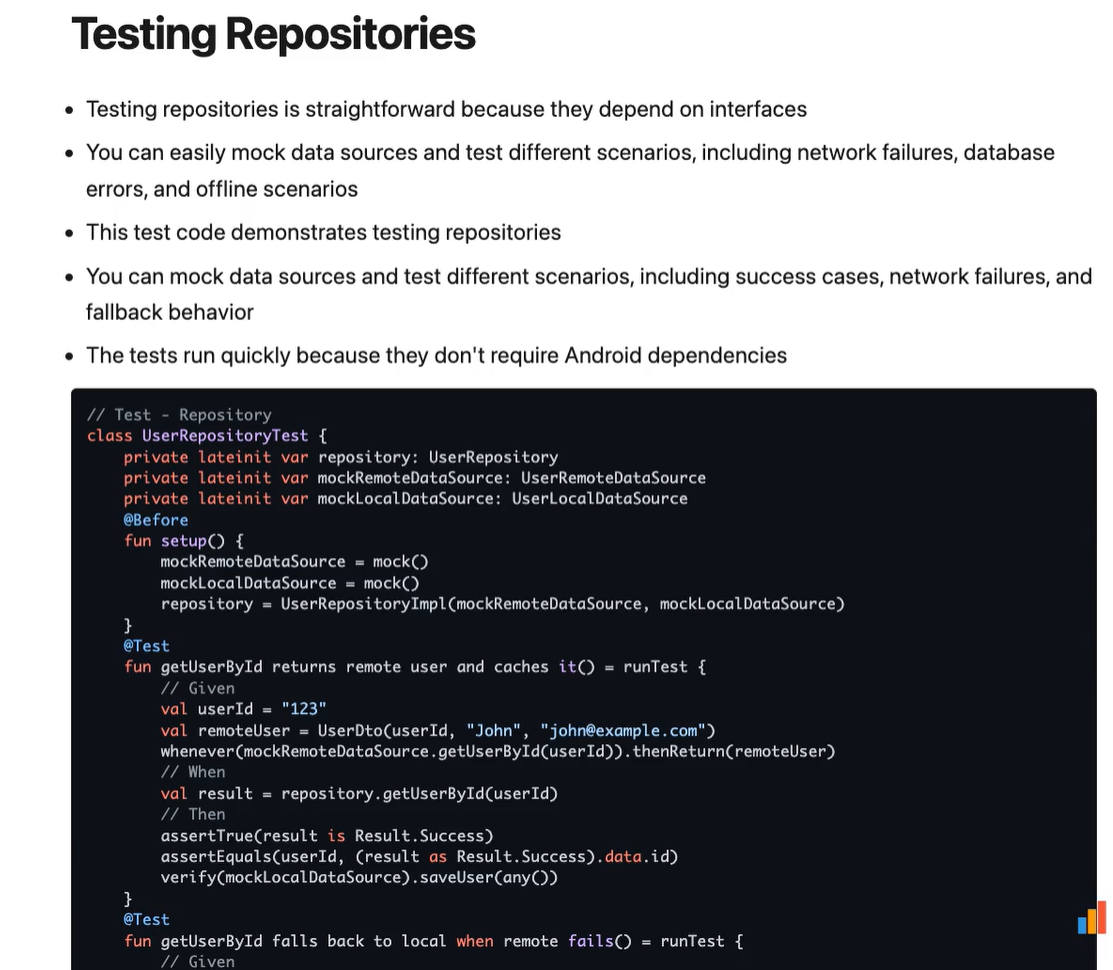 Testing Repositories
• Testing repositories is straightforward because they depend on interfaces
• You can easily mock data sources and test different scenarios, including network failures, database
errors, and offline scenarios
• This test code demonstrates testing repositories
• You can mock data sources and test different scenarios, including success cases, network failures, and
fallback behavior
• The tests run quickly because they don't require Android dependencies
// Test - Repository
class UserRepositoryTest {
    private lateinit var repository: UserRepository
    private lateinit var mockRemoteDataSource: UserRemoteDataSource
    private lateinit var mockLocalDataSource: UserLocalDataSource
    @Before
    fun setup() {
        mockRemoteDataSource = mock()
        mockLocalDataSource = mock()
        repository = UserRepositoryImpl(mockRemoteDataSource, mockLocalDataSource)
    }
    @Test
    fun getUserById returns remote user and caches it() = runTest {
        // Given
        val userId = "123"
        val remoteUser = UserDto(userId, "John", "john@example.com")
        whenever(mockRemoteDataSource.getUserById(userId)).thenReturn(remoteUser)
        // When
        val result = repository.getUserById(userId)
        // Then
        assertTrue(result is Result.Success)
        assertEquals(userId, (result as Result.Success).data.id)
        verify(mockLocalDataSource).saveUser(any())
    }
    @Test
    fun getUserById falls back to local when remote fails() = runTest {
        // Given